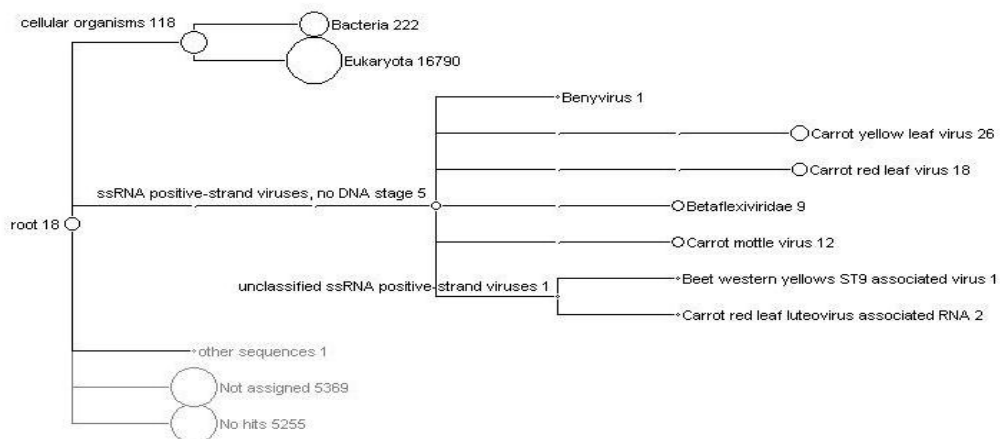 cellular organisms 118
Bacteria 222
Eukaryota 16790
Benyvirus 1
Carrot yellow leaf virus 26
Carrot red leaf virus 18
ssRNA positive-strand viruses, no DNA stage 5
Betaflexiviridae 9
root 18
Carrot mottle virus 12
unclassified ssRNA positive-strand viruses 1
Beet western yellows ST9 associated virus 1
Carrot red leaf luteovirus associated RNA 2
other sequences 1
Not assigned 5369
No hits 5255